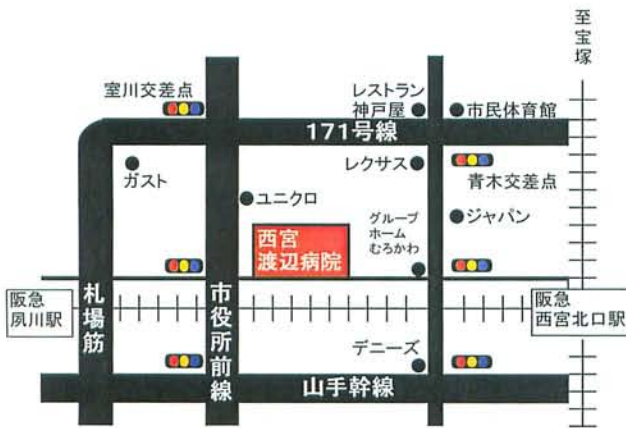 至宝塚
室川交差点
レストラン
神戸屋
市民体育館
171号線
ガスト
レクサス
青木交差点
ユニクロ
西宮
渡辺病院
グループ
ホーム
むろかわ
ジャパン
阪急
夙川駅
札場筋
市役所前線
阪急
西宮北口駅
デニーズ
山手幹線